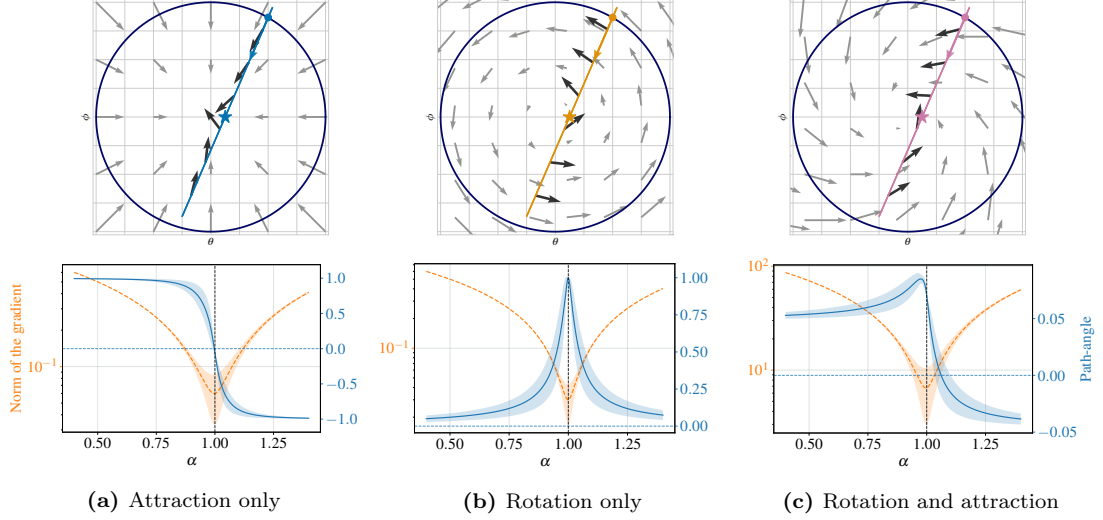 ϕ
ϕ
ϕ
θ
θ
θ
Norm of the gradient
10⁻¹
1.0
0.5
0.0
−0.5
−1.0
0.50 0.75 1.00 1.25
α
10⁻¹
1.00
0.75
0.50
0.25
0.00
0.50 0.75 1.00 1.25
α
10²
10¹
0.05
0.00
−0.05
Path-angle
0.50 0.75 1.00 1.25
α
(a) Attraction only
(b) Rotation only
(c) Rotation and attraction